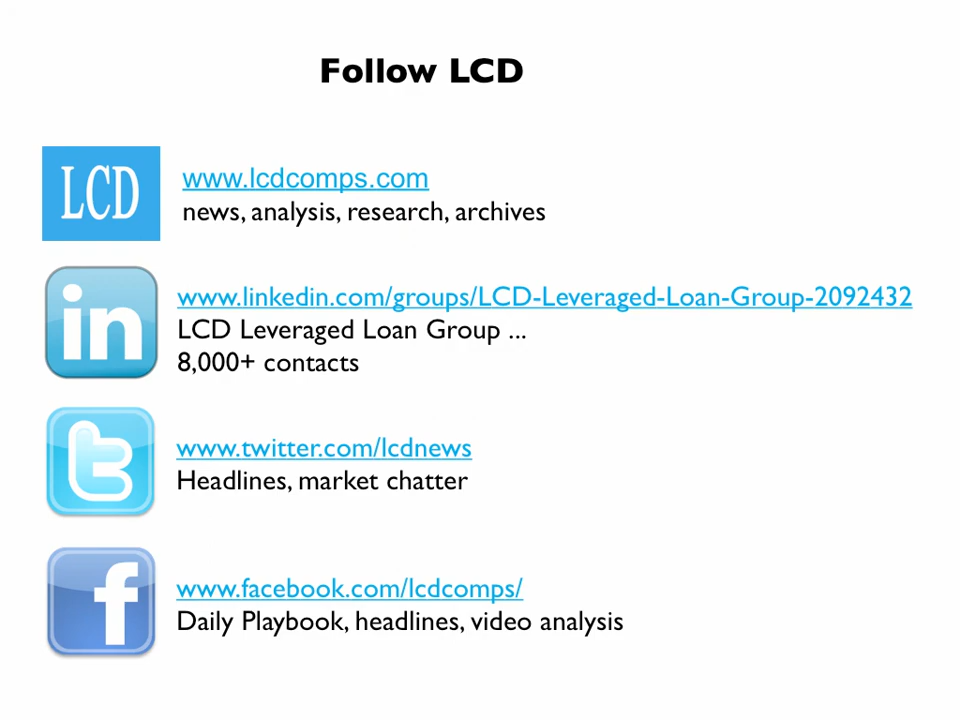 Follow LCD
LCD
www.lcdcomps.com
news, analysis, research, archives
in
www.linkedin.com/groups/LCD-Leveraged-Loan-Group-2092432
LCD Leveraged Loan Group ...
8,000+ contacts
t
www.twitter.com/lcdnews
Headlines, market chatter
f
www.facebook.com/lcdcomps/
Daily Playbook, headlines, video analysis